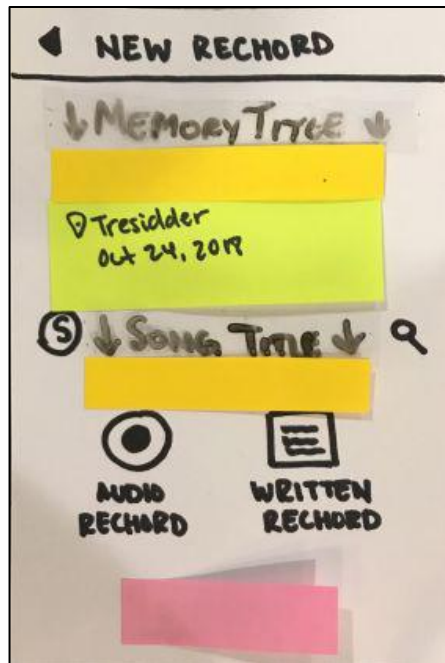 NEW RECHORD
↓ MEMORY TITLE ↓
Tresidder
Oct 24, 2019
S ↓ SONG TITLE ↓
AUDIO WRITTEN
RECHORD RECHORD